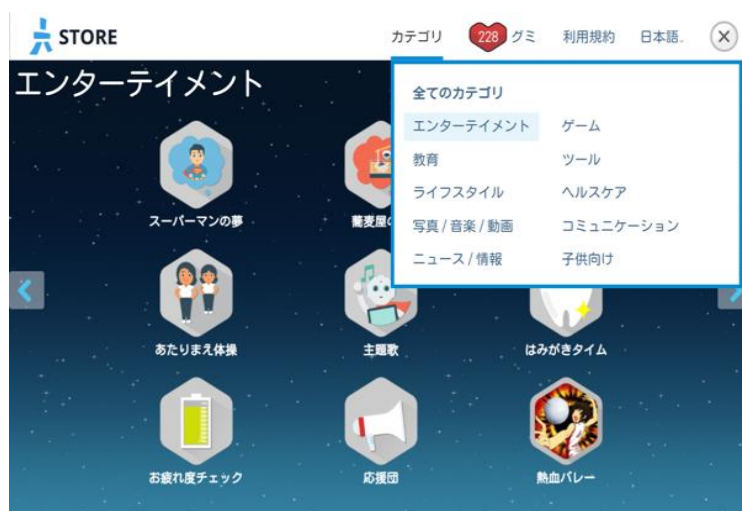 STORE
カテゴリ 228 グミ 利用規約 日本語..
エンターテイメント
全てのカテゴリ
エンターテイメント ゲーム
教育 ツール
ライフスタイル ヘルスケア
写真 / 音楽 / 動画 コミュニケーション
ニュース / 情報 子供向け
スーパーマンの夢 蕎麦屋
あたりまえ体操 主題歌 はみがきタイム
お疲れ度チェック 応援団 熱血バレー